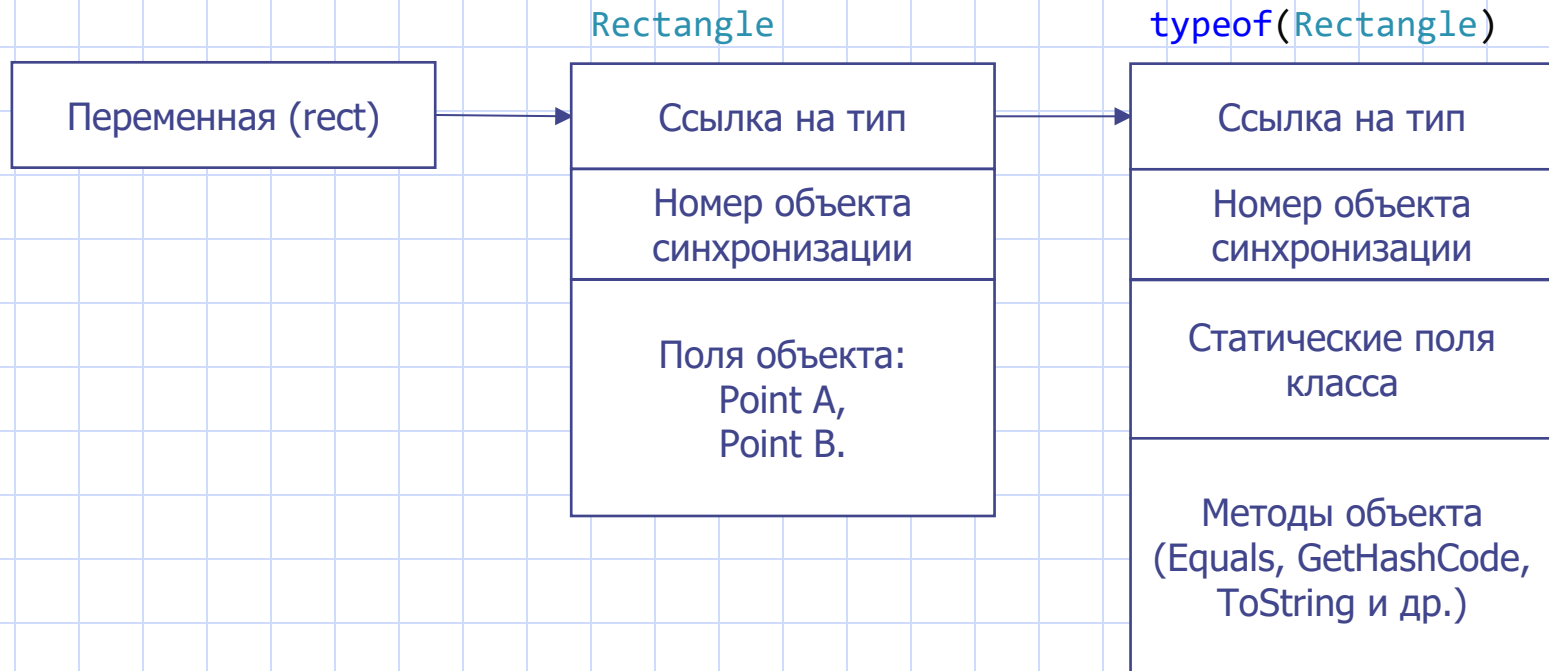 Rectangle
typeof(Rectangle)
Переменная (rect)
Ссылка на тип
Номер объекта
синхронизации
Поля объекта:
Point A,
Point B.
Ссылка на тип
Номер объекта
синхронизации
Статические поля
класса
Методы объекта
(Equals, GetHashCode,
ToString и др.)